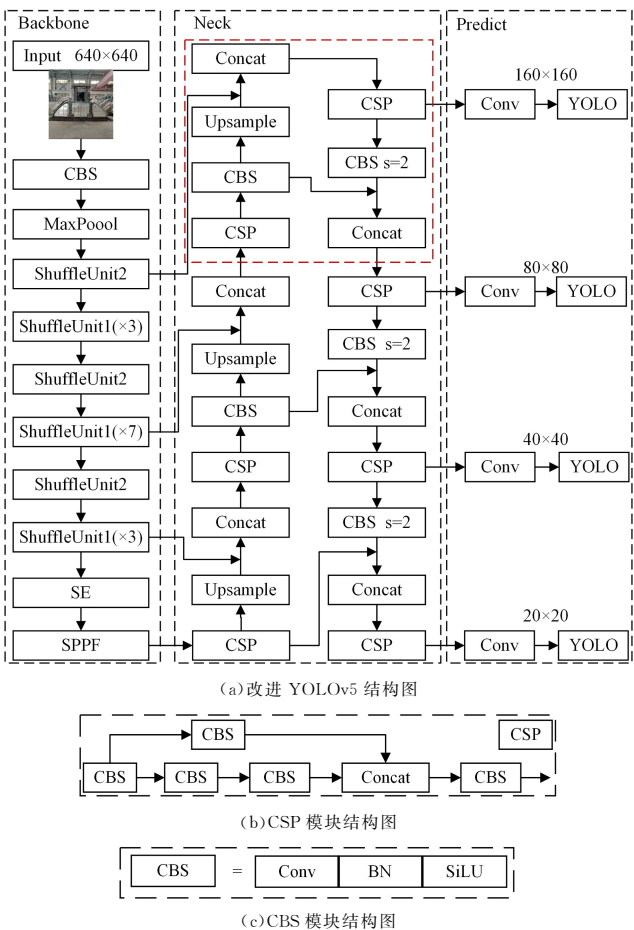 Backbone
Input 640×640
CBS
MaxPoool
ShuffleUnit2
ShuffleUnit1(×3)
ShuffleUnit2
ShuffleUnit1(×7)
ShuffleUnit2
ShuffleUnit1(×3)
SE
SPPF
Neck
Concat
Upsample
CBS
CSP
Concat
Upsample
CBS
CSP
Concat
Upsample
CSP
CSP
CBS s=2
Concat
CSP
CBS s=2
Concat
CSP
CBS s=2
Concat
CSP
Predict
160×160
Conv
YOLO
80×80
Conv
YOLO
40×40
Conv
YOLO
20×20
Conv
YOLO
(a)改进 YOLOv5 结构图
CBS
CSP
CBS
CBS
CBS
Concat
CBS
(b)CSP 模块结构图
CBS = Conv BN SiLU
(c)CBS 模块结构图